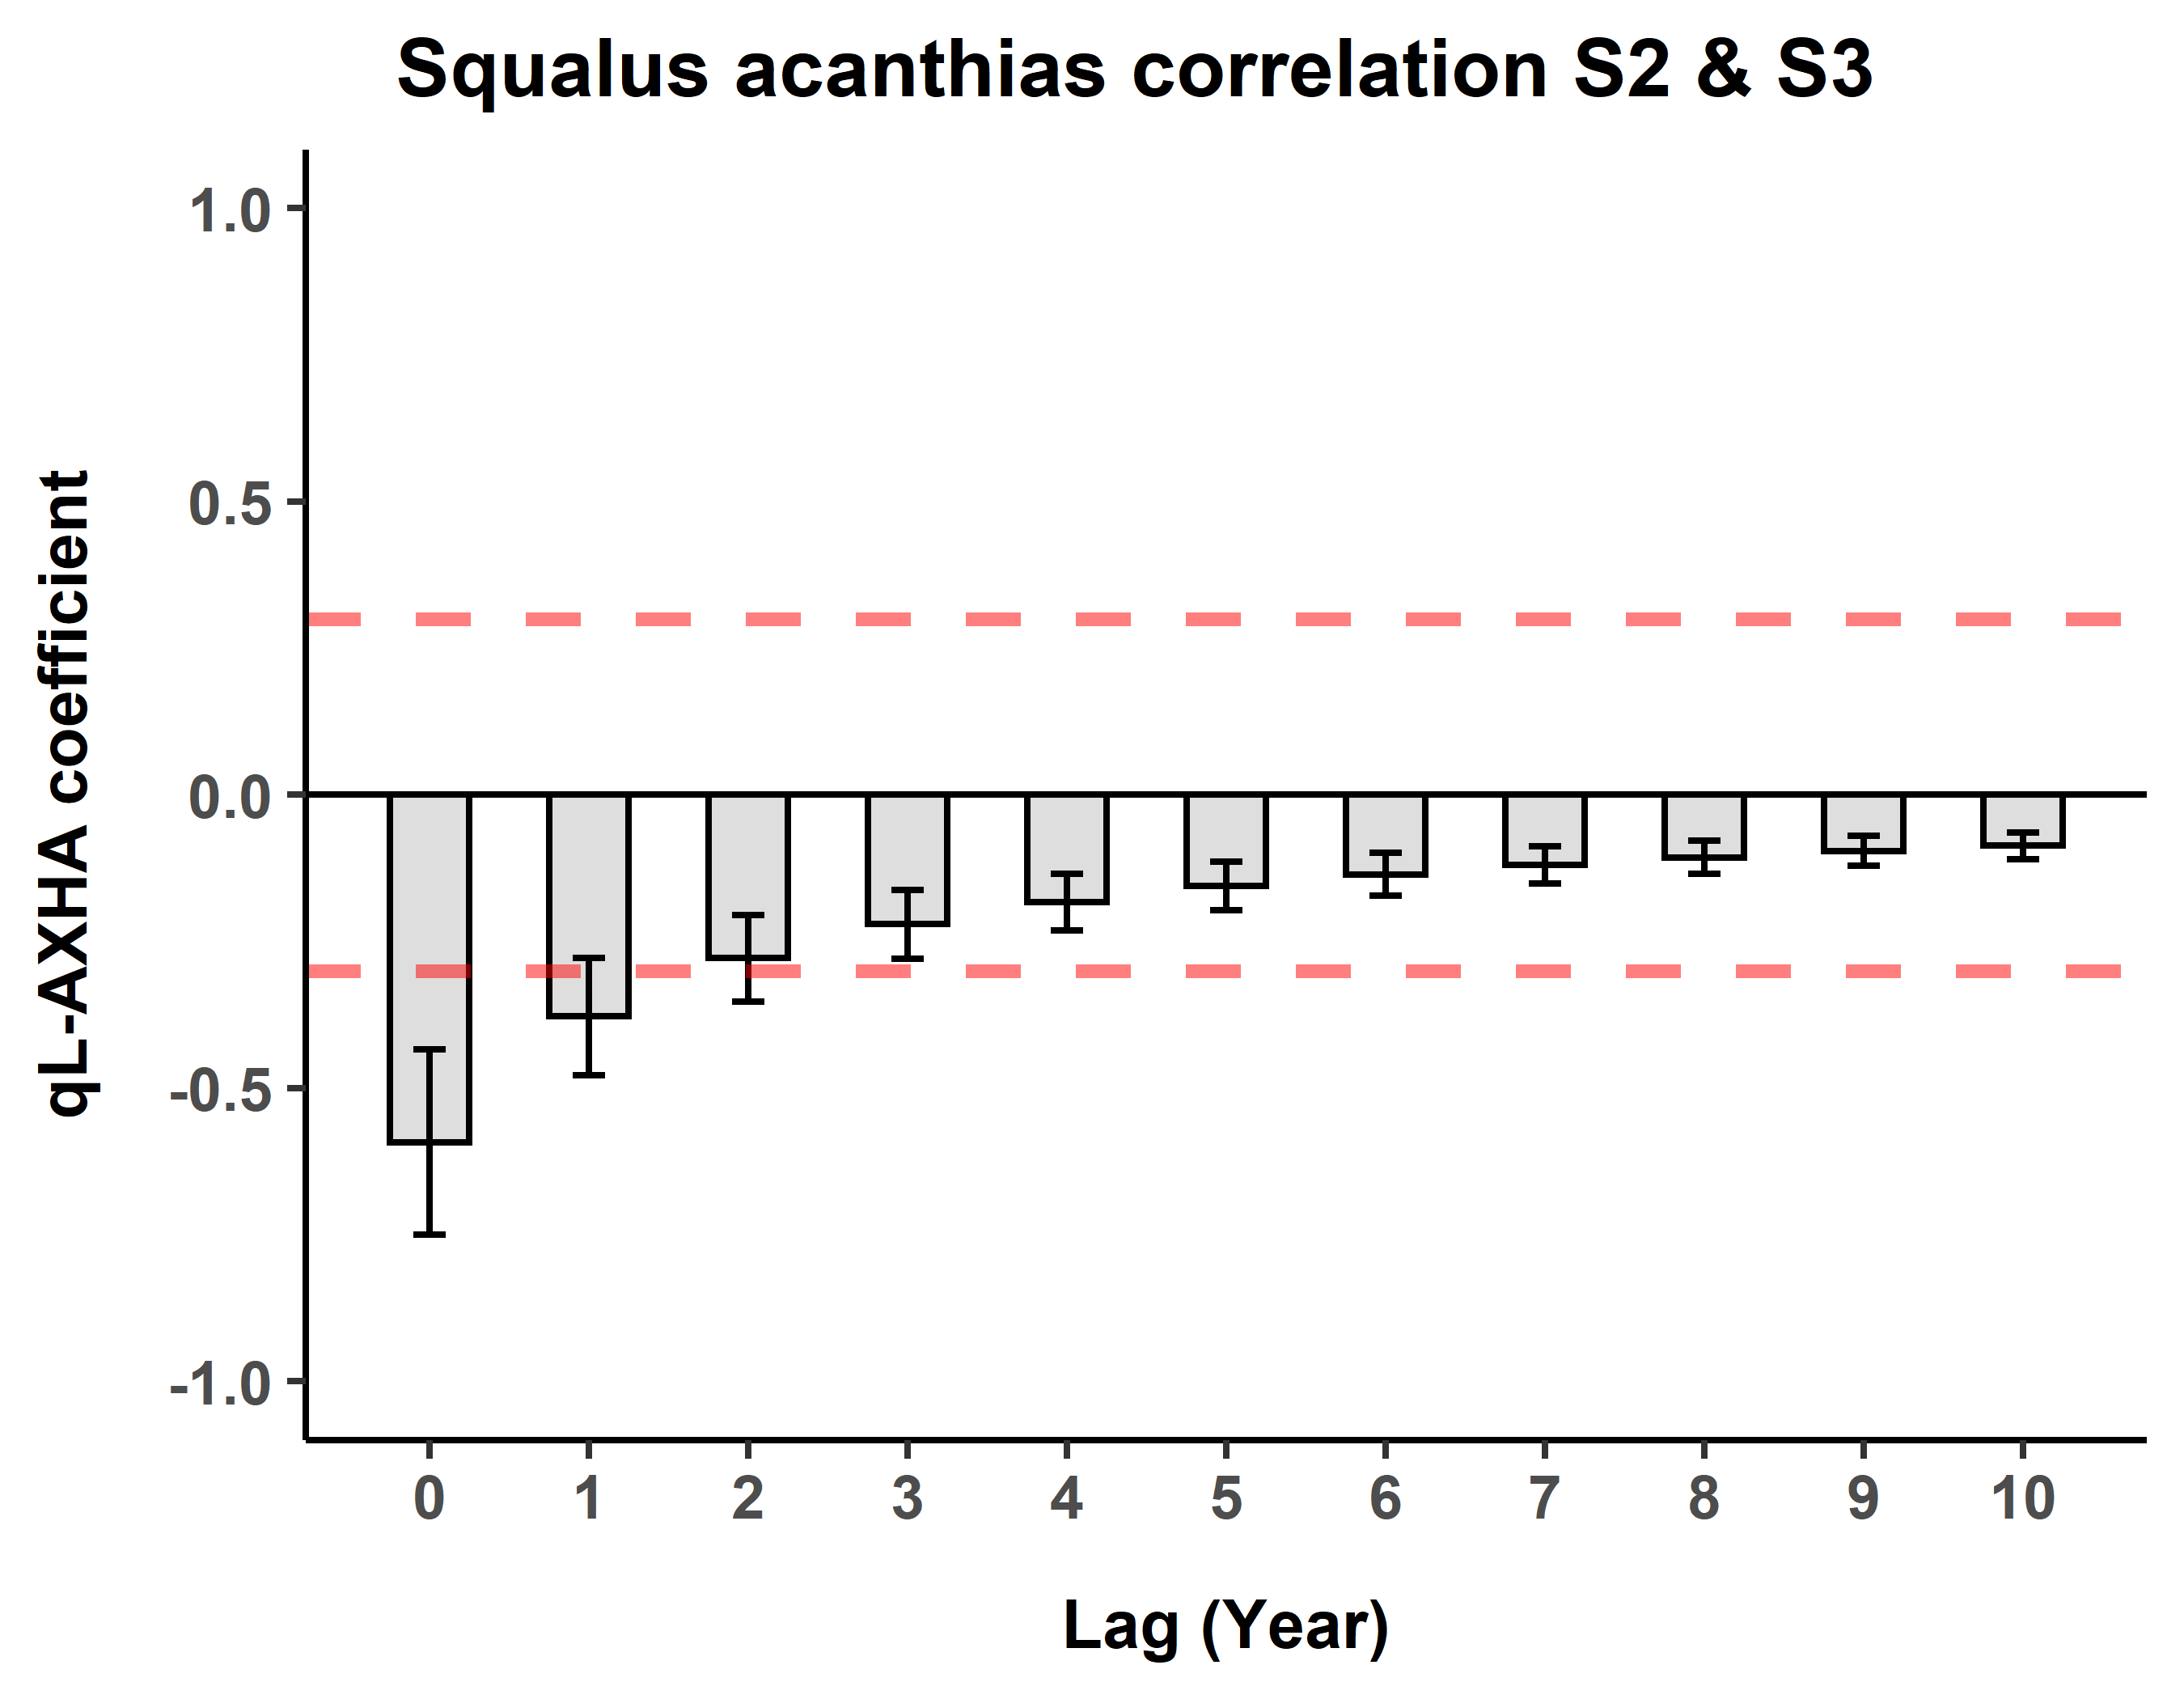 Squalus acanthias correlation S2 & S3
qL-AXHA coefficient
1.0
0.5
0.0
-0.5
-1.0
0 1 2 3 4 5 6 7 8 9 10
Lag (Year)